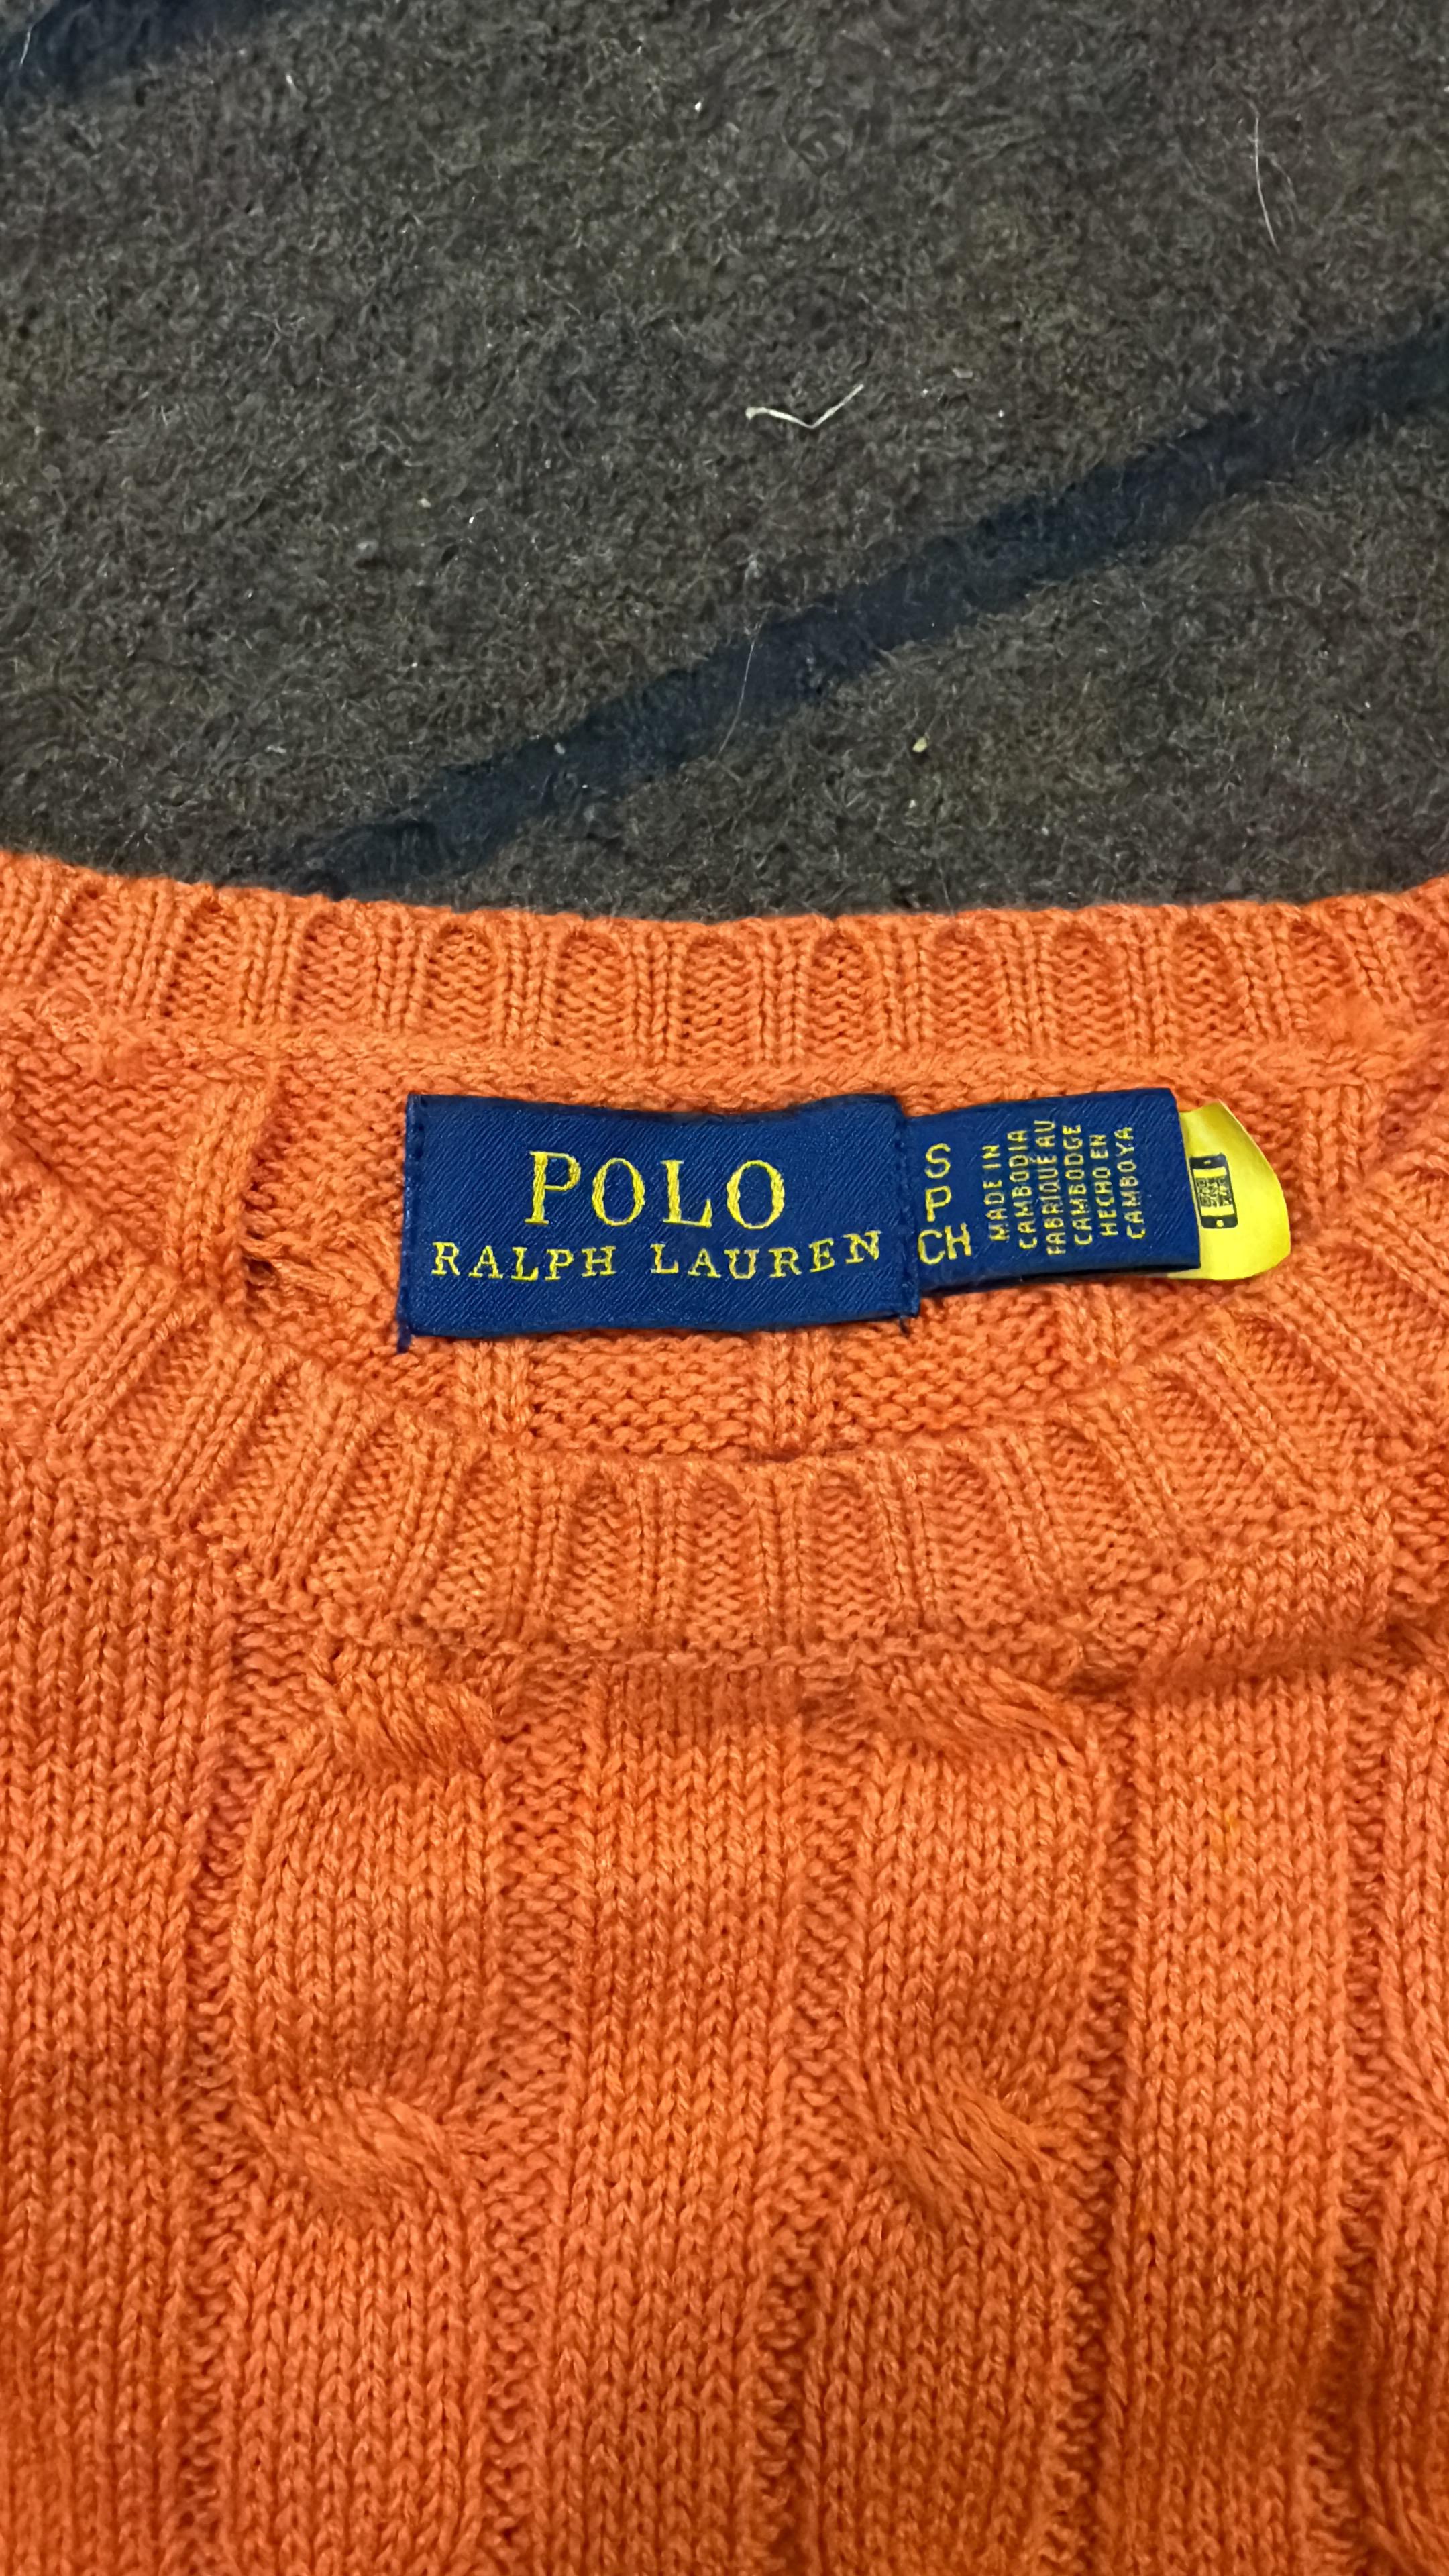 POLO
RALPH LAUREN
S
P
CH
MADE IN
CAMBODIA
FABRIQUÉ AU
CAMBODGE
HECHO EN
CAMBOYA